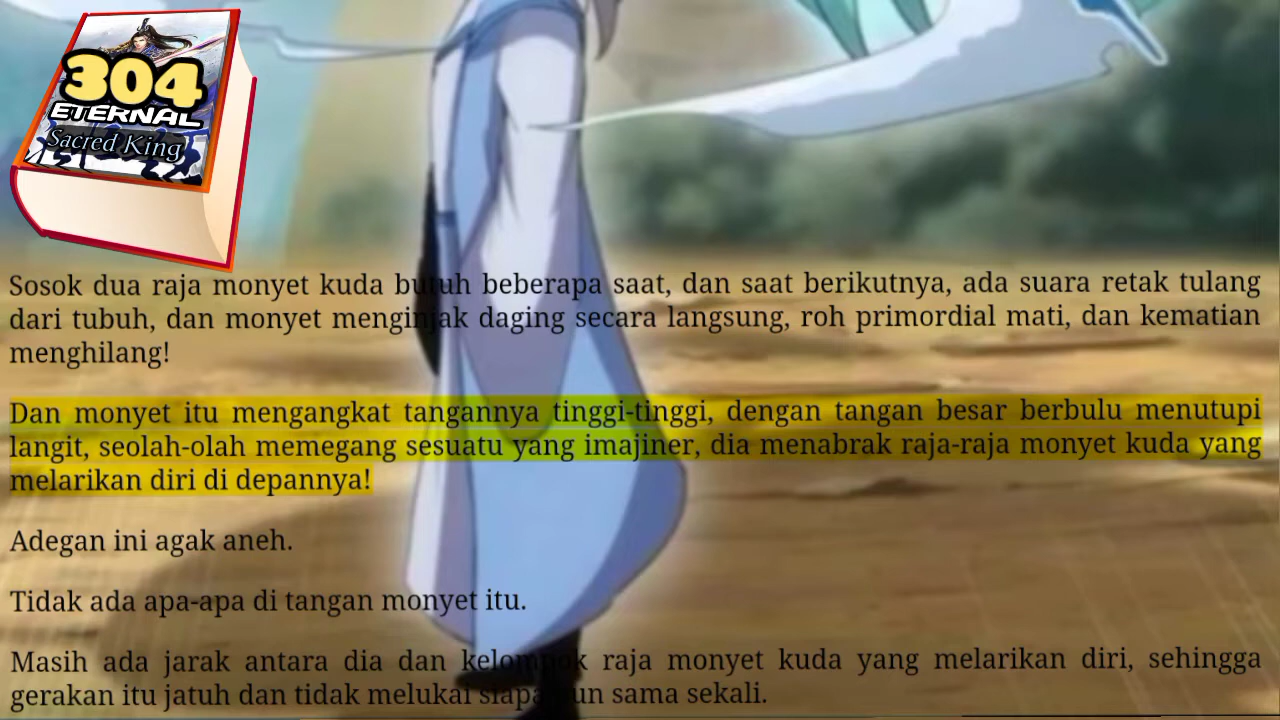 304
ETERNAL
Sacred King
Sosok dua raja monyet kuda butuh beberapa saat, dan saat berikutnya, ada suara retak tulang
dari tubuh, dan monyet menginjak daging secara langsung, roh primordial mati, dan kematian
menghilang!
Dan monyet itu mengangkat tangannya tinggi-tinggi, dengan tangan besar berbulu menutupi
langit, seolah-olah memegang sesuatu yang imajiner, dia menabrak raja-raja monyet kuda yang
melarikan diri di depannya!
Adegan ini agak aneh.
Tidak ada apa-apa di tangan monyet itu.
Masih ada jarak antara dia dan kelompok raja monyet kuda yang melarikan diri, sehingga
gerakan itu jatuh dan tidak melukai siapapun sama sekali.